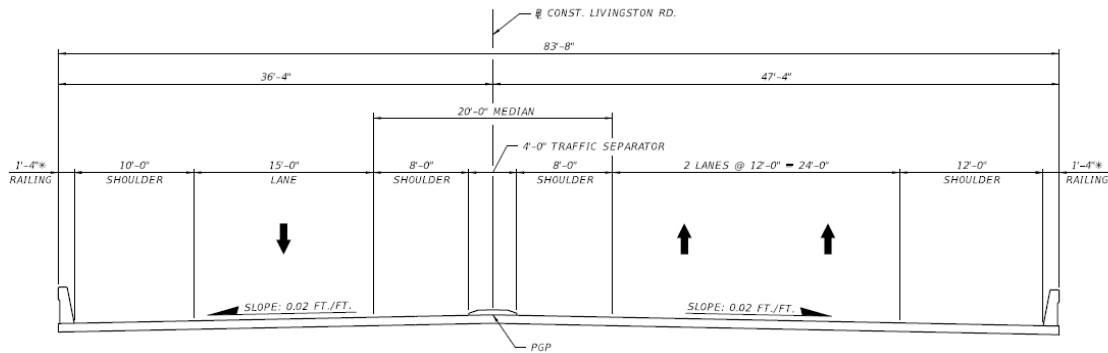 ℄ CONST. LIVINGSTON RD.
83'-8"
36'-4"
47'-4"
20'-0" MEDIAN
4'-0" TRAFFIC SEPARATOR
1'-4"*
RAILING
10'-0"
SHOULDER
15'-0"
LANE
8'-0"
SHOULDER
8'-0"
SHOULDER
2 LANES @ 12'-0" = 24'-0"
12'-0"
SHOULDER
1'-4"*
RAILING
SLOPE: 0.02 FT./FT.
SLOPE: 0.02 FT./FT.
PGP